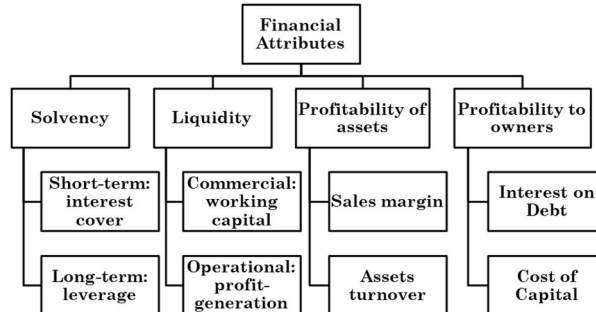 Financial
Attributes
Solvency
Liquidity
Profitability of
assets
Profitability to
owners
Short-term:
interest
cover
Commercial:
working
capital
Sales margin
Interest on
Debt
Long-term:
leverage
Operational:
profit-
generation
Assets
turnover
Cost of
Capital